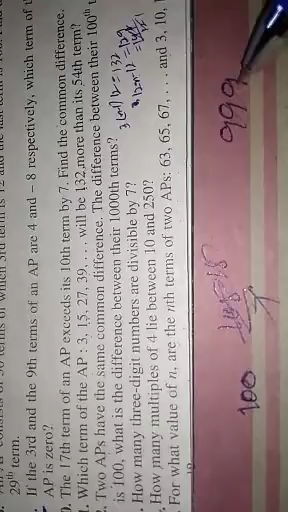 29th term.
If the 3rd and the 9th terms of an AP are 4 and – 8 respectively, which term of
AP is zero?
The 17th term of an AP exceeds its 10th term by 7. Find the common difference.
Which term of the AP : 3, 15, 27, 39, . . . will be 132 more than its 54th term?
Two APs have the same common difference. The difference between their 100th
is 100, what is the difference between their 1000th terms?
How many three-digit numbers are divisible by 7?
How many multiples of 4 lie between 10 and 250?
For what value of n, are the nth terms of two APs: 63, 65, 67, . . . and 3, 10,
999
100